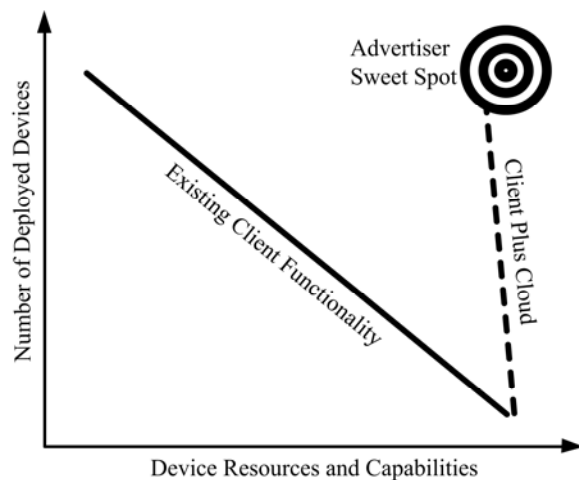 Advertiser
Sweet Spot
Number of Deployed Devices
Existing Client Functionality
Client Plus Cloud
Device Resources and Capabilities